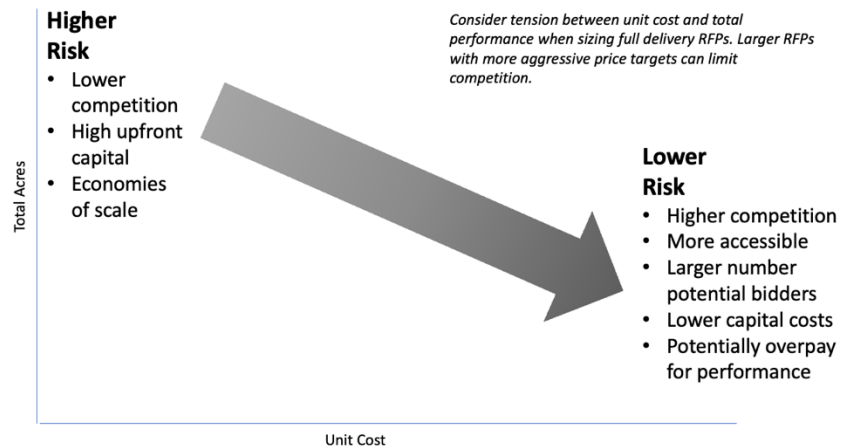 Higher
Risk
• Lower
competition
• High upfront
capital
• Economies
of scale
Consider tension between unit cost and total
performance when sizing full delivery RFPs. Larger RFPs
with more aggressive price targets can limit
competition.
Lower
Risk
• Higher competition
• More accessible
• Larger number
potential bidders
• Lower capital costs
• Potentially overpay
for performance
Total Acres
Unit Cost